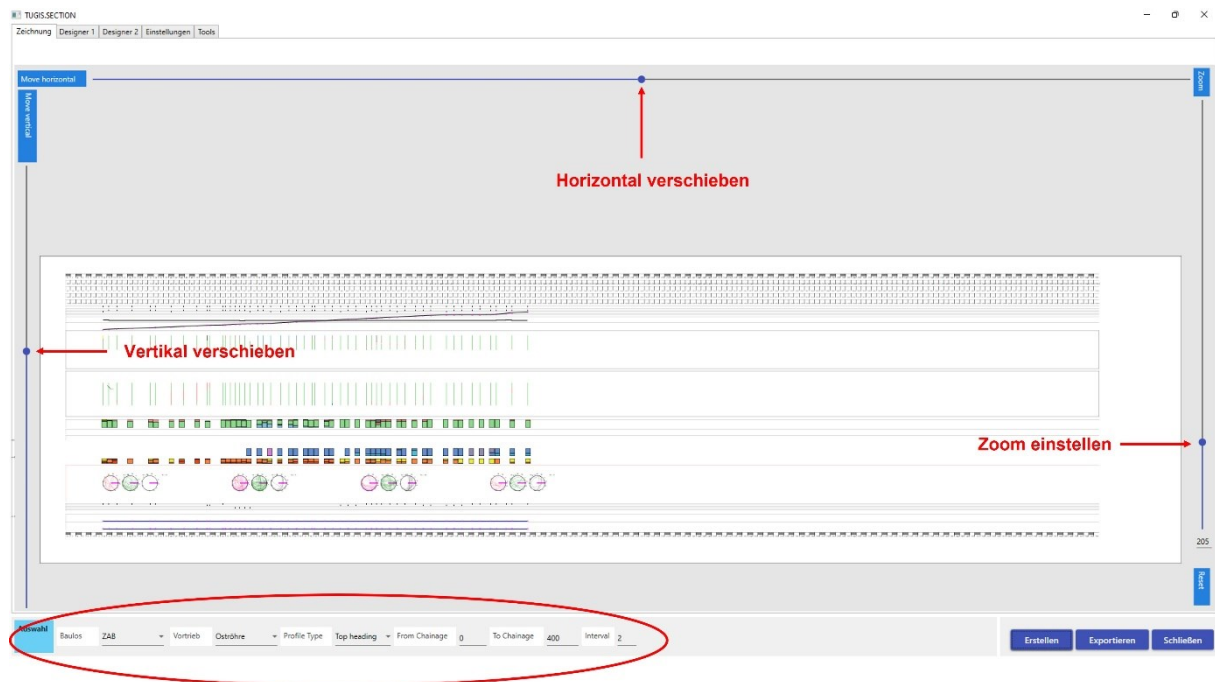 TUGIS.SECTION
Zeichnung Designer 1 Designer 2 Einstellungen Tools
Move horizontal
Zoom
Move vertical
Horizontal verschieben
Vertikal verschieben
Zoom einstellen
205
Reset
Auswahl
Baulos ZAB Vortrieb Oströhre Profile Type Top heading From Chainage 0 To Chainage 400 Interval 2
Erstellen Exportieren Schließen